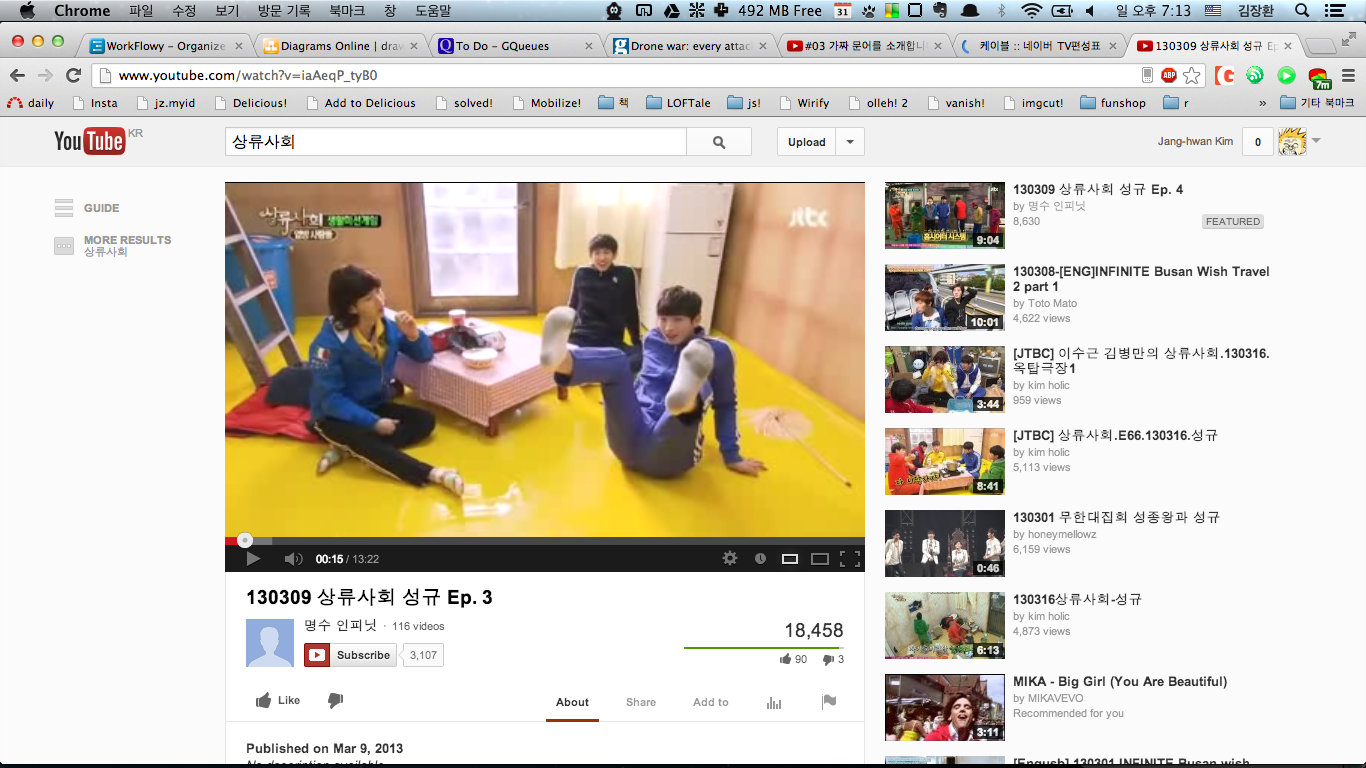 Chrome 파일 수정 보기 방문 기록 북마크 창 도움말 492 MB Free 31 일 오후 7:13 김장환
WorkFlowy – Organize
Diagrams Online | draw
To Do – GQueues
Drone war: every attac
#03 가짜 문어를 소개합니
케이블 :: 네이버 TV편성표
130309 상류사회 성규 Ep
www.youtube.com/watch?v=iaAeqP_tyB0
ABP
7m
daily Insta jz.myid Delicious! Add to Delicious solved! Mobilize! 책 LOFTale js! Wirify olleh! 2 vanish! imgcut! funshop r » 기타 북마크
YouTube KR
상류사회
Upload
Jang-hwan Kim 0
GUIDE
MORE RESULTS
상류사회
상류사회
jtbc
00:15 / 13:22
130309 상류사회 성규 Ep. 3
명수 인피닛 · 116 videos
Subscribe 3,107
18,458
90 3
Like
About Share Add to
Published on Mar 9, 2013
No description available.
130309 상류사회 성규 Ep. 4
by 명수 인피닛
8,630
FEATURED
9:04
130308-[ENG]INFINITE Busan Wish Travel
2 part 1
by Toto Mato
4,622 views
10:01
[JTBC] 이수근 김병만의 상류사회.130316.
옥탑극장1
by kim holic
959 views
3:44
[JTBC] 상류사회.E66.130316.성규
by kim holic
5,113 views
8:41
130301 무한대집회 성종왕과 성규
by honeymellowz
6,159 views
0:46
130316상류사회-성규
by kim holic
4,873 views
6:13
MIKA - Big Girl (You Are Beautiful)
by MIKAVEVO
Recommended for you
3:11
[Engsub] 130301 INFINITE Busan wish